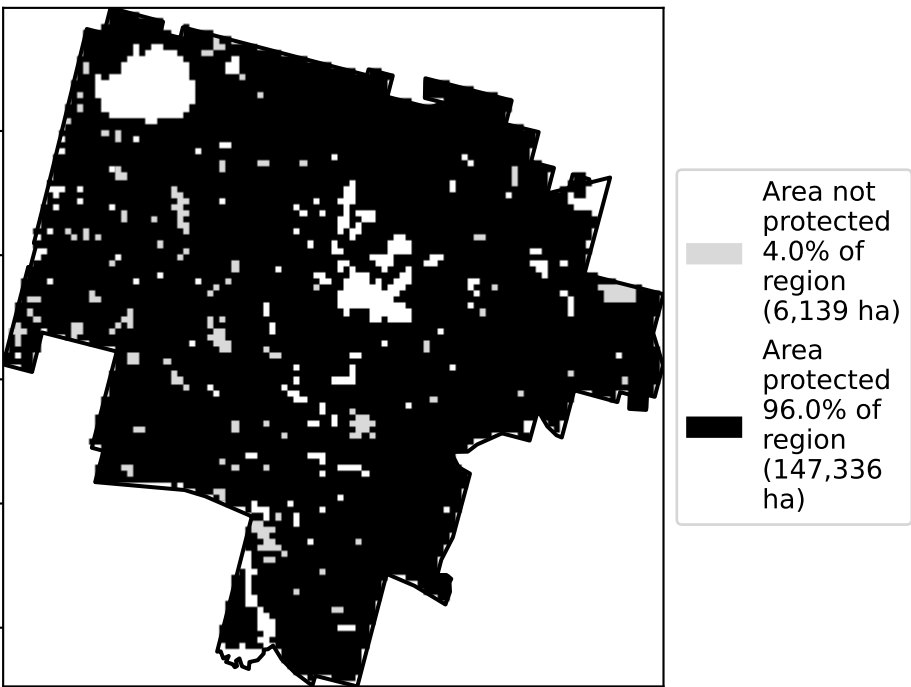 Area not
protected
4.0% of
region
(6,139 ha)
Area
protected
96.0% of
region
(147,336
ha)